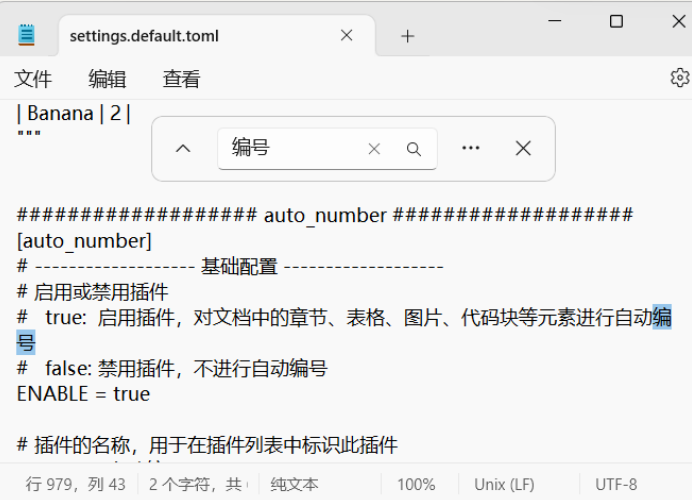 settings.default.toml
文件 编辑 查看
| Banana | 2 |
"""
编号
################### auto_number ###################
[auto_number]
# ------------------- 基础配置 -------------------
# 启用或禁用插件
#   true:  启用插件，对文档中的章节、表格、图片、代码块等元素进行自动编
号
#   false: 禁用插件，不进行自动编号
ENABLE = true
# 插件的名称，用于在插件列表中标识此插件
行 979，列 43 2 个字符，共 纯文本 100% Unix (LF) UTF-8